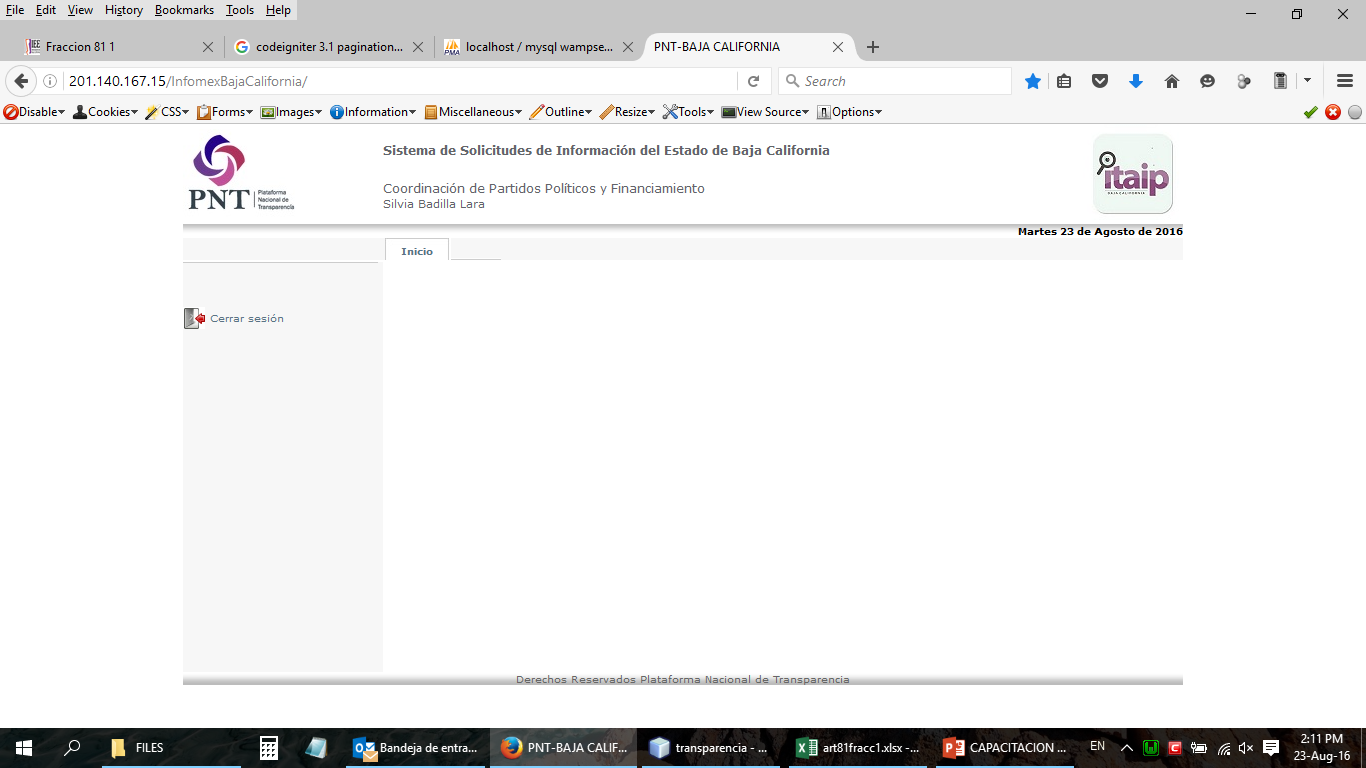 File Edit View History Bookmarks Tools Help
Fraccion 81 1
codeigniter 3.1 pagination...
localhost / mysql wampse...
PNT-BAJA CALIFORNIA
201.140.167.15/InfomexBajaCalifornia/
Search
Disable Cookies CSS Forms Images Information Miscellaneous Outline Resize Tools View Source Options
PNT Plataforma
Nacional de
Transparencia
Sistema de Solicitudes de Información del Estado de Baja California
Coordinación de Partidos Políticos y Financiamiento
Silvia Badilla Lara
itaip
BAJA CALIFORNIA
Martes 23 de Agosto de 2016
Inicio
Cerrar sesión
Derechos Reservados Plataforma Nacional de Transparencia
FILES
Bandeja de entra...
PNT-BAJA CALIF...
transparencia - ...
art81fracc1.xlsx -...
CAPACITACION ...
EN
2:11 PM
23-Aug-16